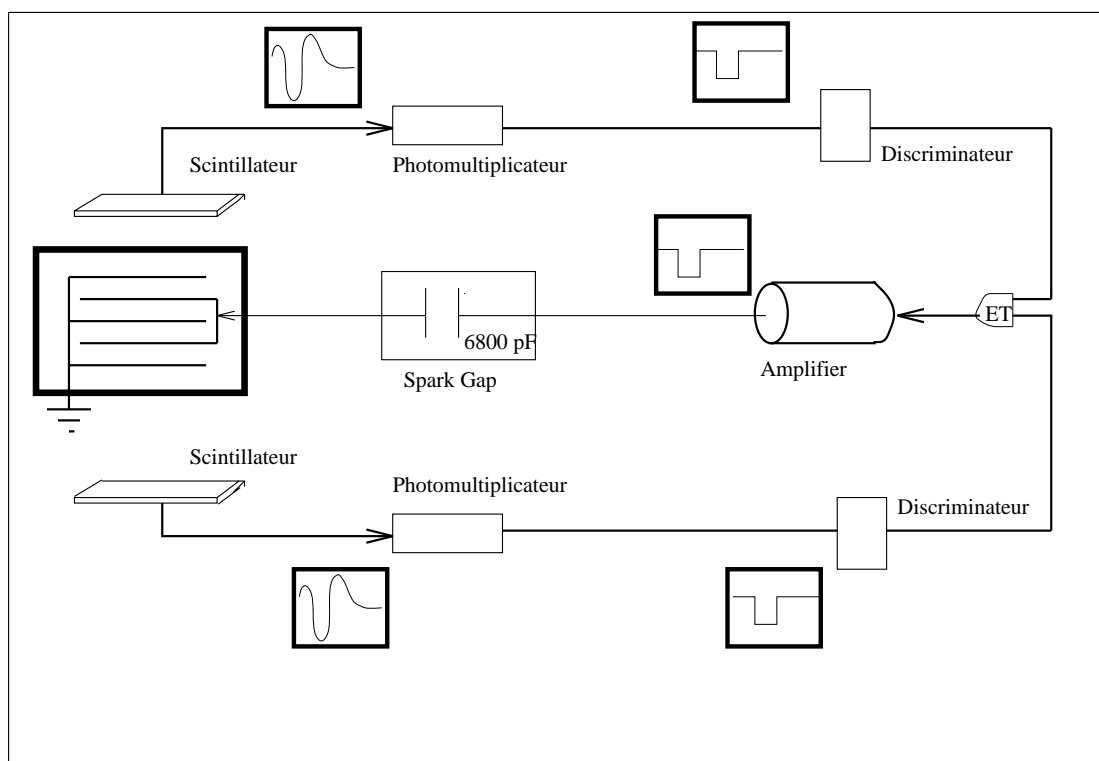 Scintillateur
Photomultiplicateur
Discriminateur
ET
6800 pF
Spark Gap
Amplifier
Scintillateur
Photomultiplicateur
Discriminateur